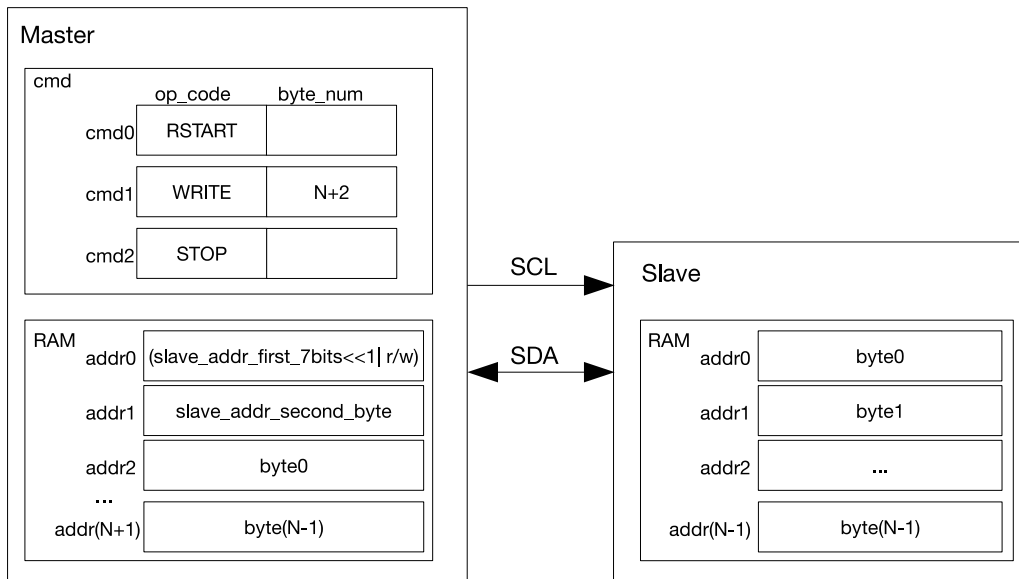 Master
cmd
op_code byte_num
cmd0 RSTART
cmd1 WRITE N+2
cmd2 STOP
RAM
addr0 (slave_addr_first_7bits<<1| r/w)
addr1 slave_addr_second_byte
addr2 byte0
...
addr(N+1) byte(N-1)
SCL
SDA
Slave
RAM
addr0 byte0
addr1 byte1
addr2 ...
addr(N-1) byte(N-1)